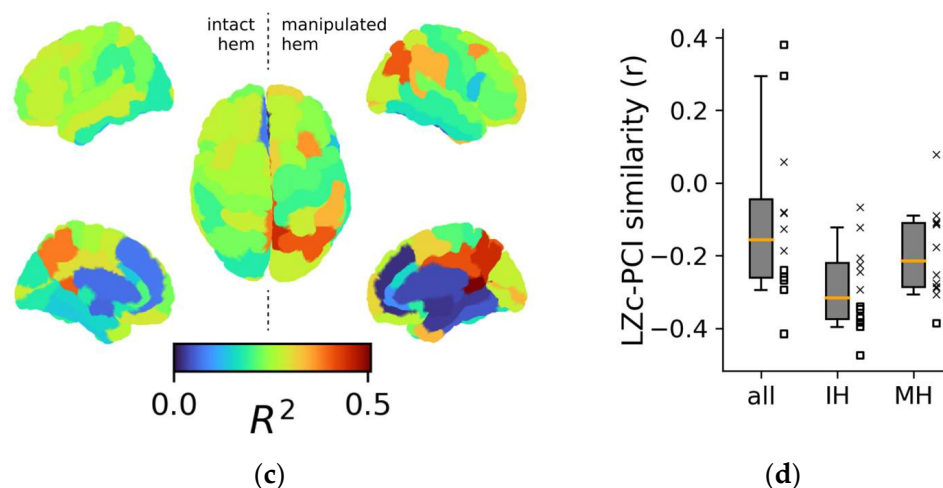 intact manipulated
hem hem
0.0 0.5
R²
(c)
LZc-PCI similarity (r)
0.4
0.2
0.0
−0.2
−0.4
all IH MH
(d)